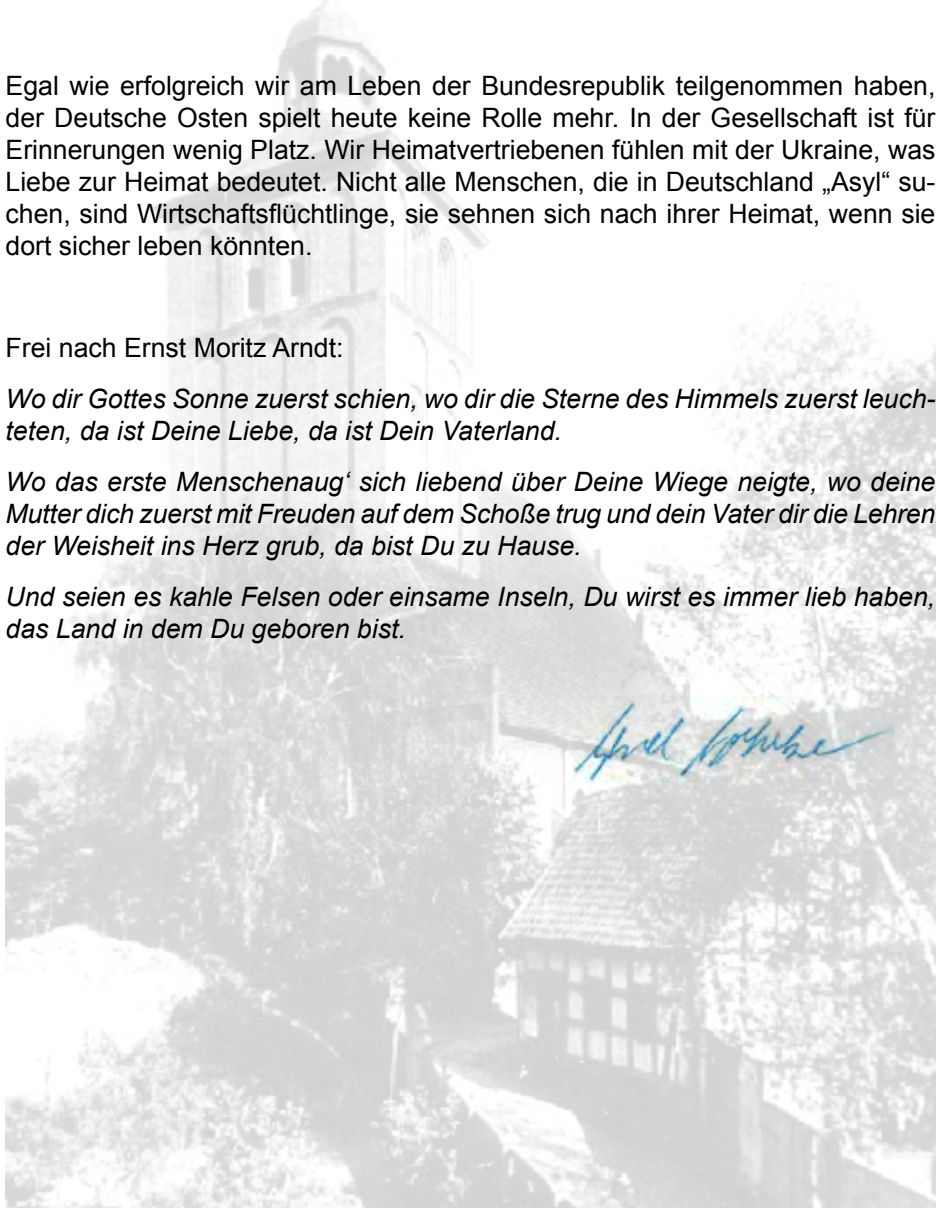 Egal wie erfolgreich wir am Leben der Bundesrepublik teilgenommen haben,
der Deutsche Osten spielt heute keine Rolle mehr. In der Gesellschaft ist für
Erinnerungen wenig Platz. Wir Heimatvertriebenen fühlen mit der Ukraine, was
Liebe zur Heimat bedeutet. Nicht alle Menschen, die in Deutschland „Asyl“ su-
chen, sind Wirtschaftsflüchtlinge, sie sehnen sich nach ihrer Heimat, wenn sie
dort sicher leben könnten.
Frei nach Ernst Moritz Arndt:
Wo dir Gottes Sonne zuerst schien, wo dir die Sterne des Himmels zuerst leuch-
teten, da ist Deine Liebe, da ist Dein Vaterland.
Wo das erste Menschenaug‘ sich liebend über Deine Wiege neigte, wo deine
Mutter dich zuerst mit Freuden auf dem Schoße trug und dein Vater dir die Lehren
der Weisheit ins Herz grub, da bist Du zu Hause.
Und seien es kahle Felsen oder einsame Inseln, Du wirst es immer lieb haben,
das Land in dem Du geboren bist.